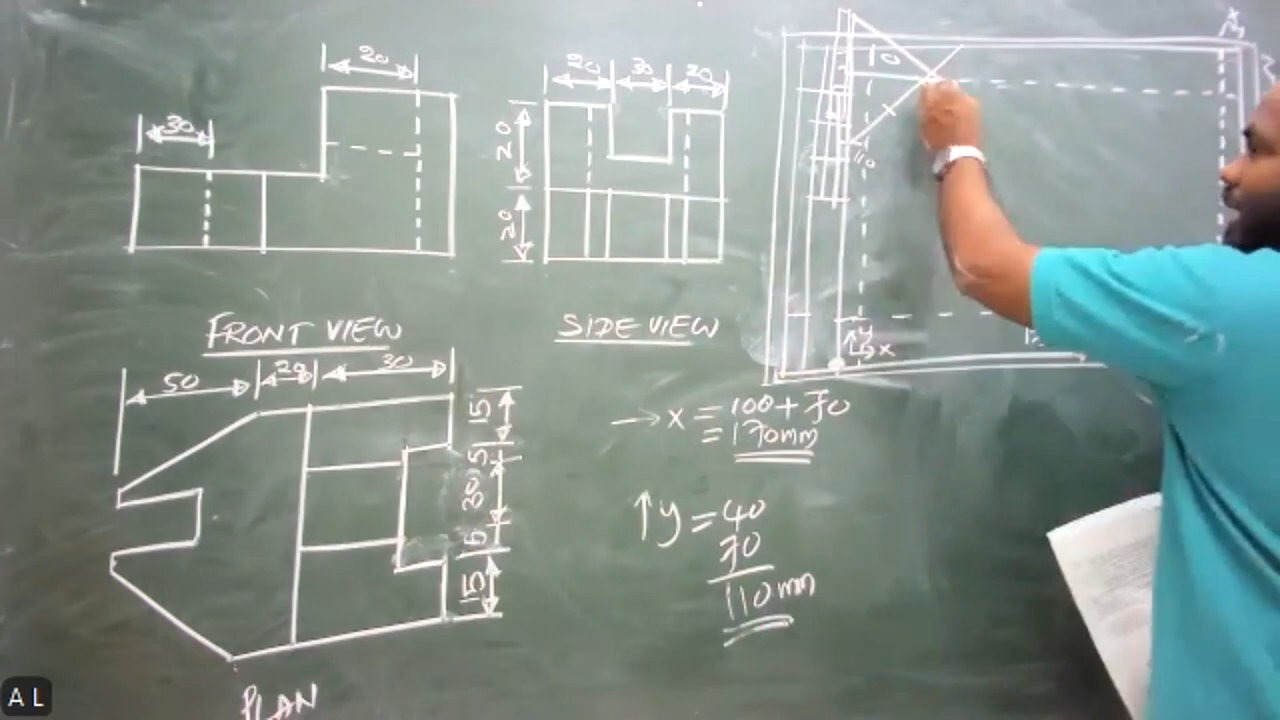 20
30
20
30
20
20
20
FRONT VIEW
SIDE VIEW
50
20
30
15
5
30
5
15
PLAN
→ x = 100 + 70
= 170mm
↑ y = 40
70
110mm
10
110
y
x
A L